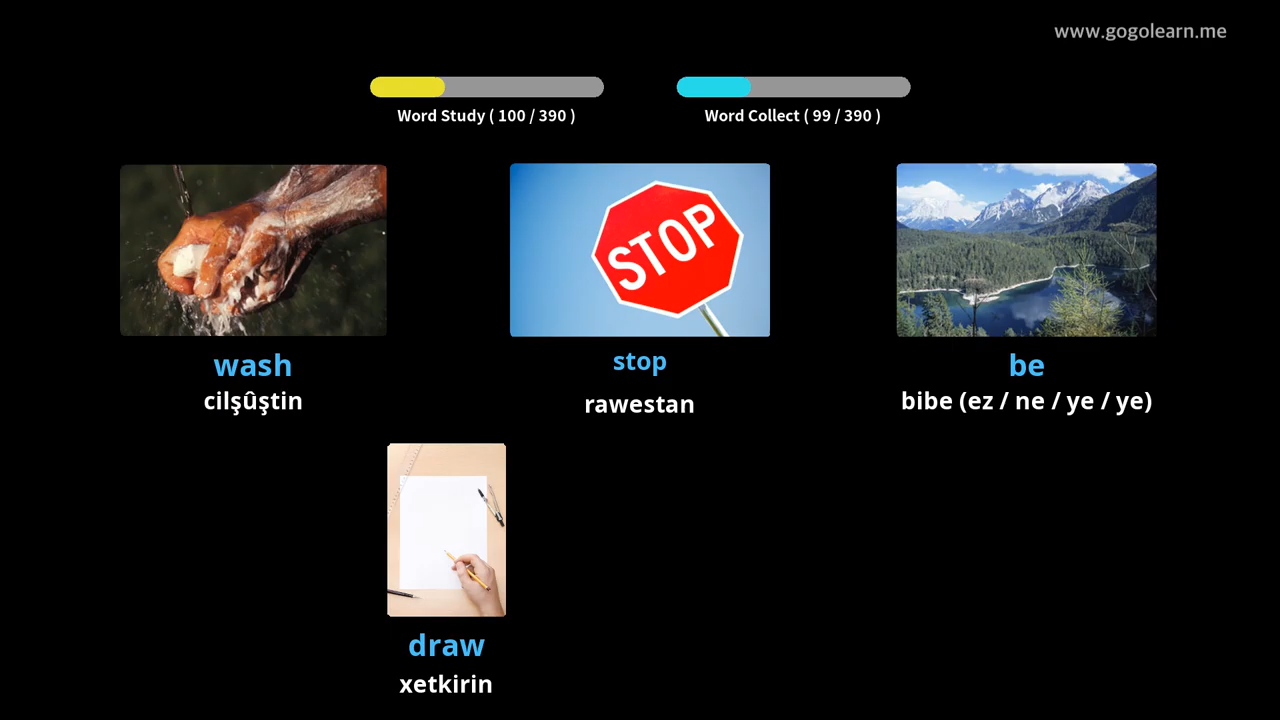 www.gogolearn.me
Word Study ( 100 / 390 )
Word Collect ( 99 / 390 )
STOP
wash
cilşûştin
stop
rawestan
be
bibe (ez / ne / ye / ye)
draw
xetkirin